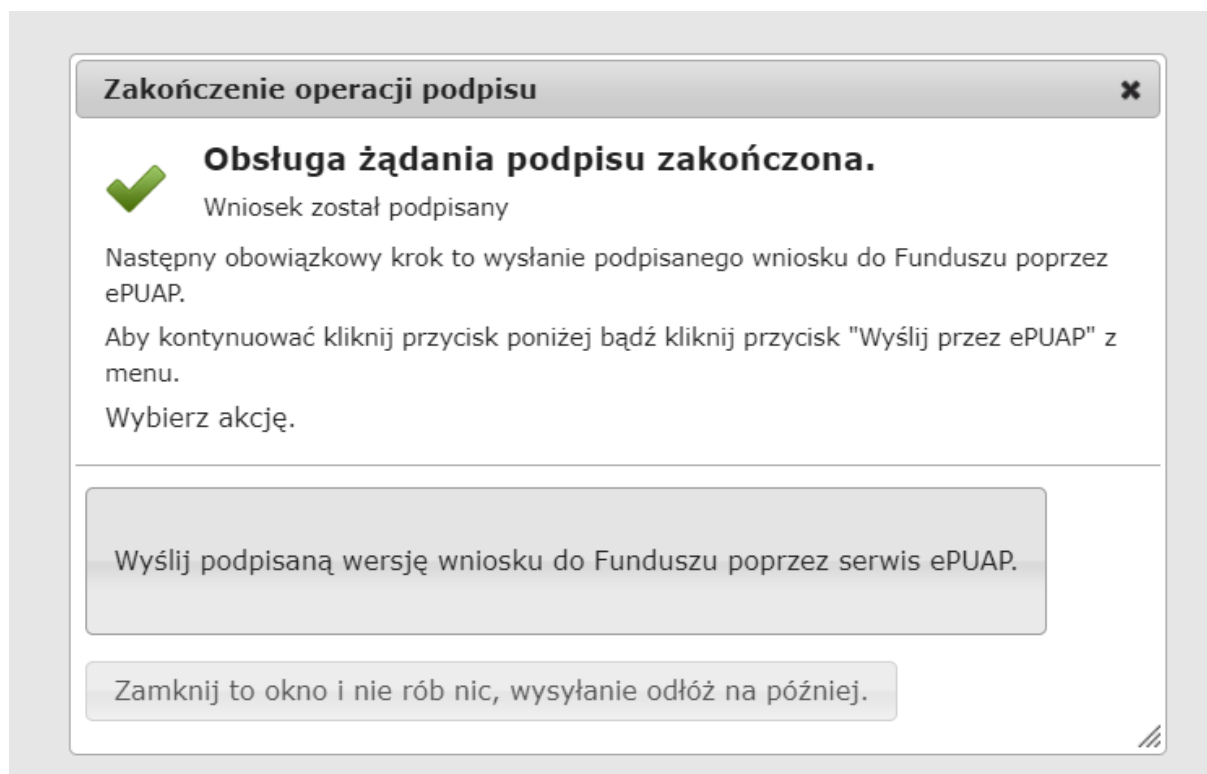 Zakończenie operacji podpisu
Obsługa żądania podpisu zakończona.
Wniosek został podpisany
Następny obowiązkowy krok to wysłanie podpisanego wniosku do Funduszu poprzez
ePUAP.
Aby kontynuować kliknij przycisk poniżej bądź kliknij przycisk "Wyślij przez ePUAP" z
menu.
Wybierz akcję.
Wyślij podpisaną wersję wniosku do Funduszu poprzez serwis ePUAP.
Zamknij to okno i nie rób nic, wysyłanie odłóż na później.